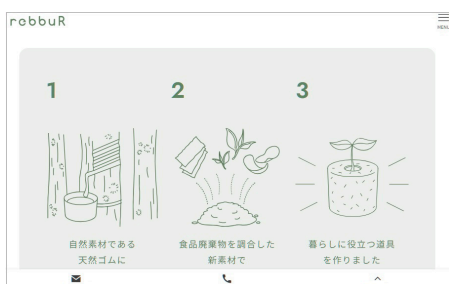 robbuR
MENU
1
2
3
自然素材である
天然ゴムに
食品廃棄物を調合した
新素材で
暮らしに役立つ道具
を作りました